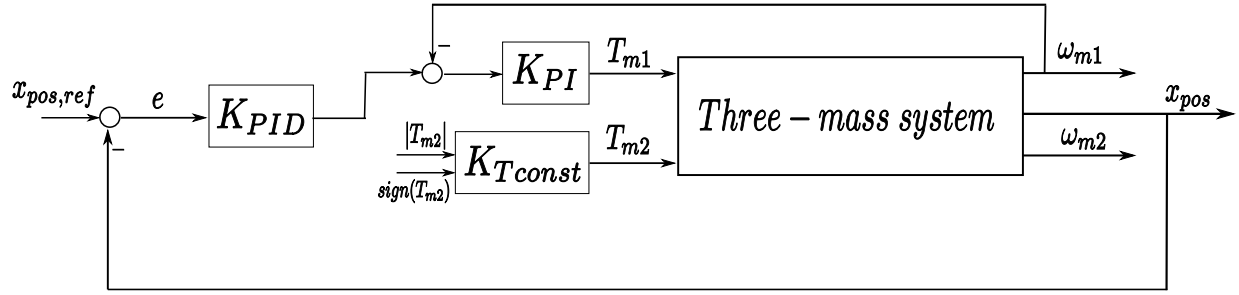 x_{pos,ref}
e
K_{PID}
−
K_{PI}
T_{m1}
|T_{m2}|
sign(T_{m2})
K_{Tconst}
T_{m2}
Three − mass system
ω_{m1}
x_{pos}
ω_{m2}
−